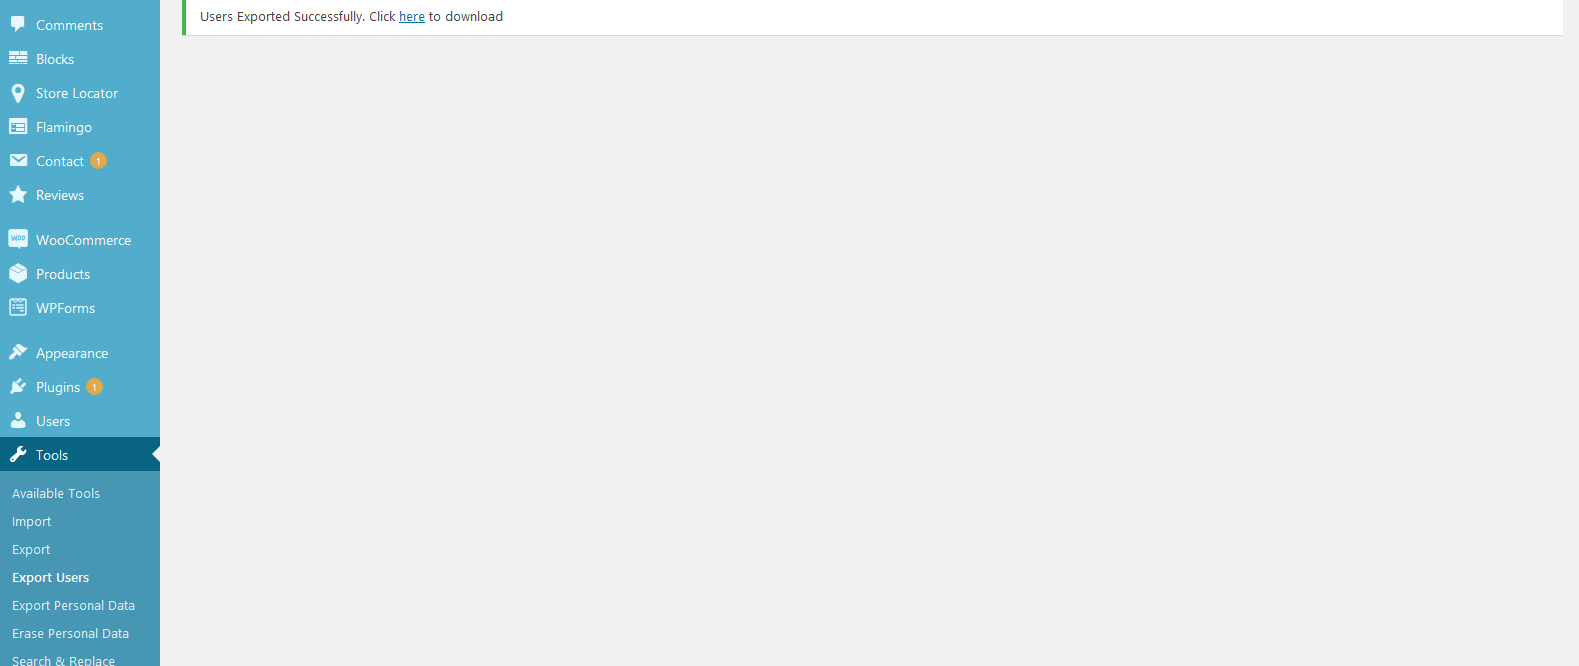 Users Exported Successfully. Click here to download
Comments
Blocks
Store Locator
Flamingo
Contact 1
Reviews
WOO
WooCommerce
Products
WPForms
Appearance
Plugins 1
Users
Tools
Available Tools
Import
Export
Export Users
Export Personal Data
Erase Personal Data
Search & Replace